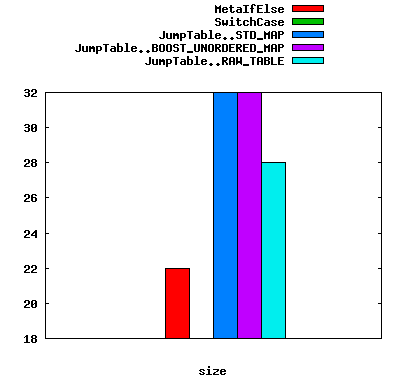 MetaIfElse
SwitchCase
JumpTable..STD_MAP
JumpTable..BOOST_UNORDERED_MAP
JumpTable..RAW_TABLE
32
30
28
26
24
22
20
18
size